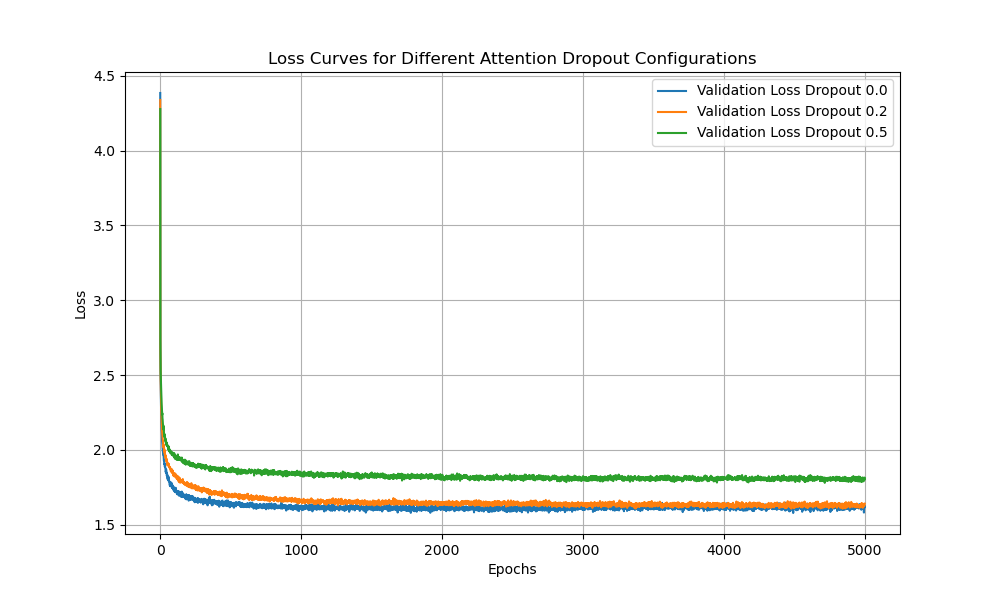 Loss Curves for Different Attention Dropout Configurations
Validation Loss Dropout 0.0
Validation Loss Dropout 0.2
Validation Loss Dropout 0.5
4.5
4.0
3.5
3.0
2.5
2.0
1.5
Loss
0 1000 2000 3000 4000 5000
Epochs